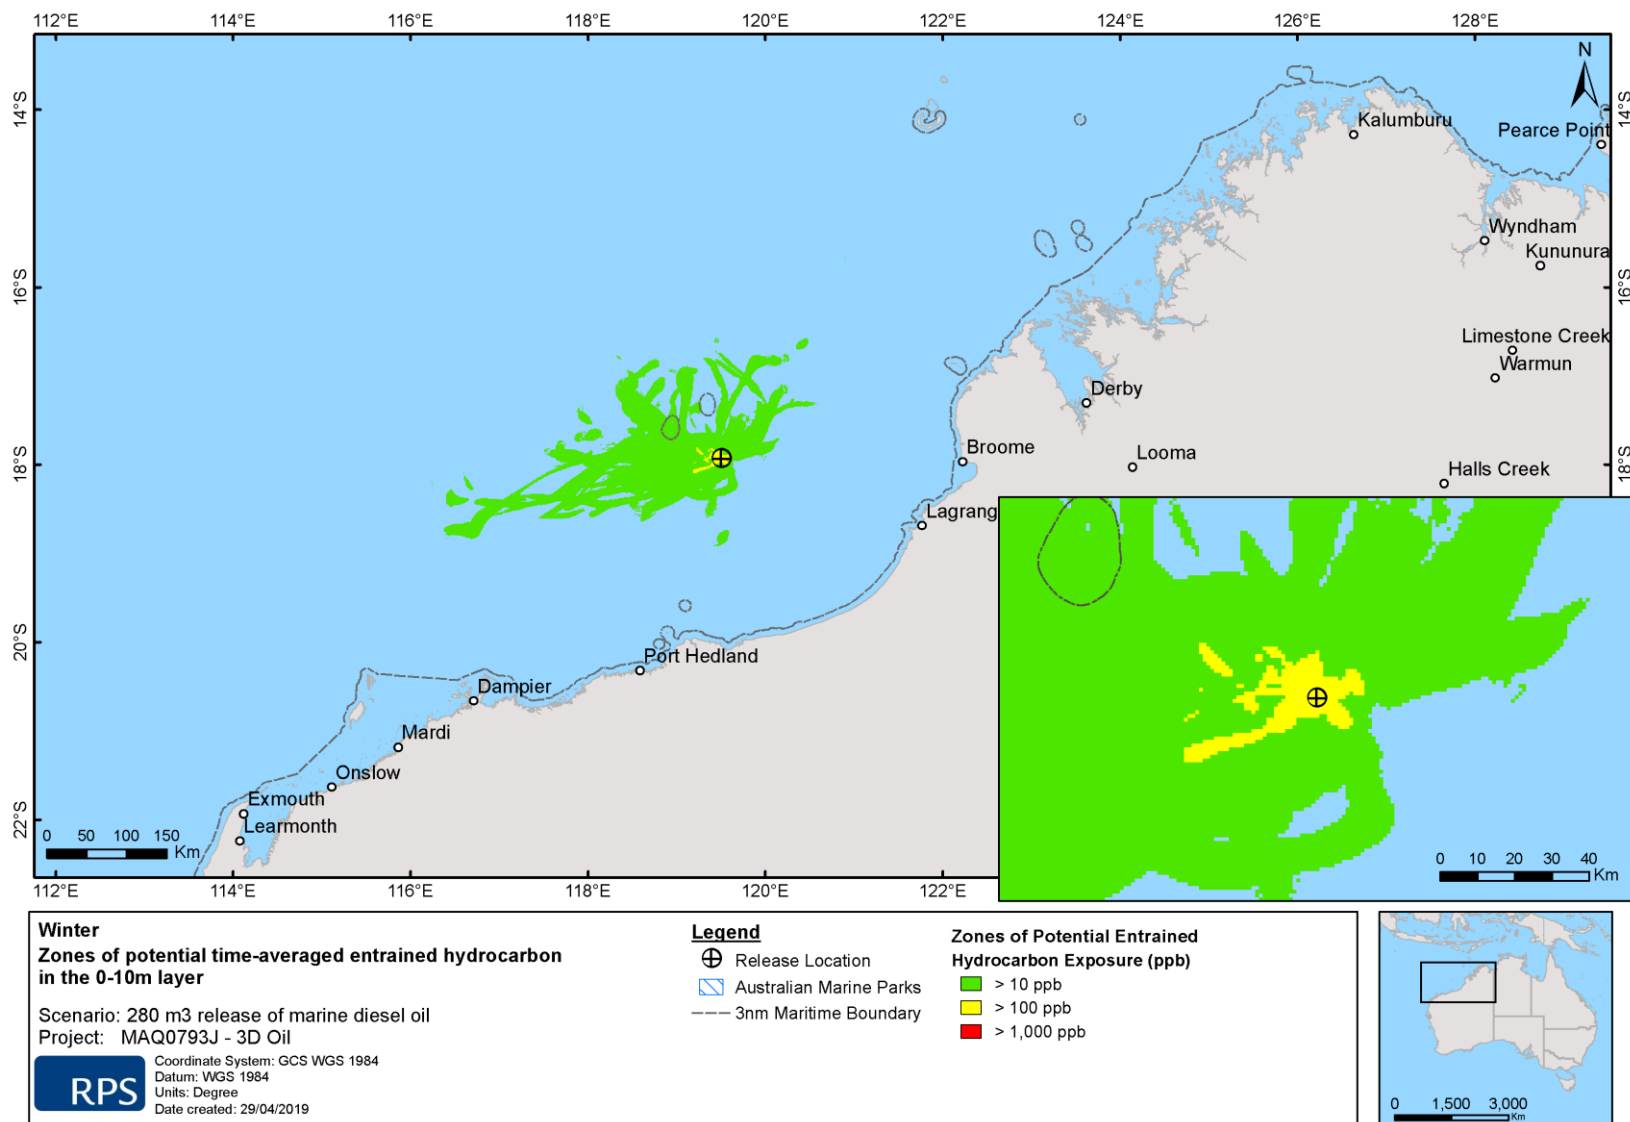 112°E 114°E 116°E 118°E 120°E 122°E 124°E 126°E 128°E
N
14°S 14°S
Kalumburu
Pearce Point
Wyndham
Kununura
16°S 16°S
Limestone Creek
Warmun
Derby
Broome
Looma
18°S 18°S
Halls Creek
Lagrang
20°S
Port Hedland
Dampier
Mardi
Onslow
Exmouth
22°S
Learmonth
0 50 100 150
Km
0 10 20 30 40
Km
112°E 114°E 116°E 118°E 120°E 122°E
Winter
Zones of potential time-averaged entrained hydrocarbon
in the 0-10m layer
Scenario: 280 m3 release of marine diesel oil
Project: MAQ0793J - 3D Oil
RPS
Coordinate System: GCS WGS 1984
Datum: WGS 1984
Units: Degree
Date created: 29/04/2019
Legend
Release Location
Australian Marine Parks
3nm Maritime Boundary
Zones of Potential Entrained
Hydrocarbon Exposure (ppb)
> 10 ppb
> 100 ppb
> 1,000 ppb
0 1,500 3,000
Km